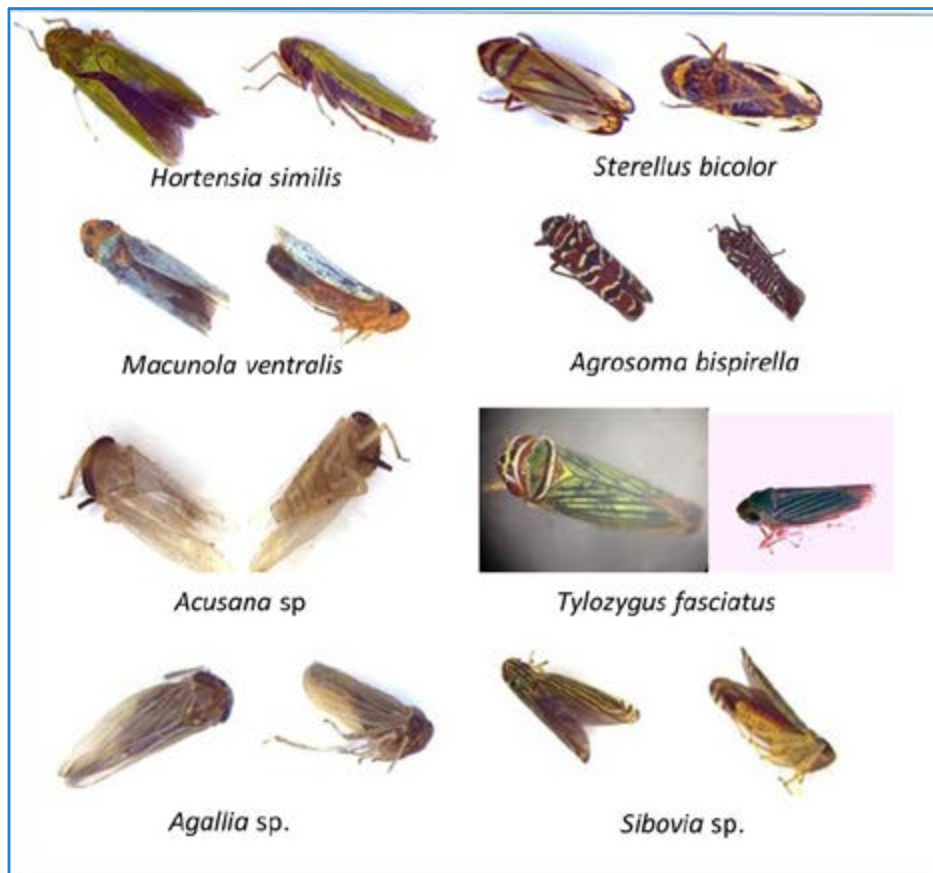 Hortensia similis
Sterellus bicolor
Macunola ventralis
Agrosoma bispirella
Acusana sp
Tylozygus fasciatus
Agallia sp.
Sibovia sp.